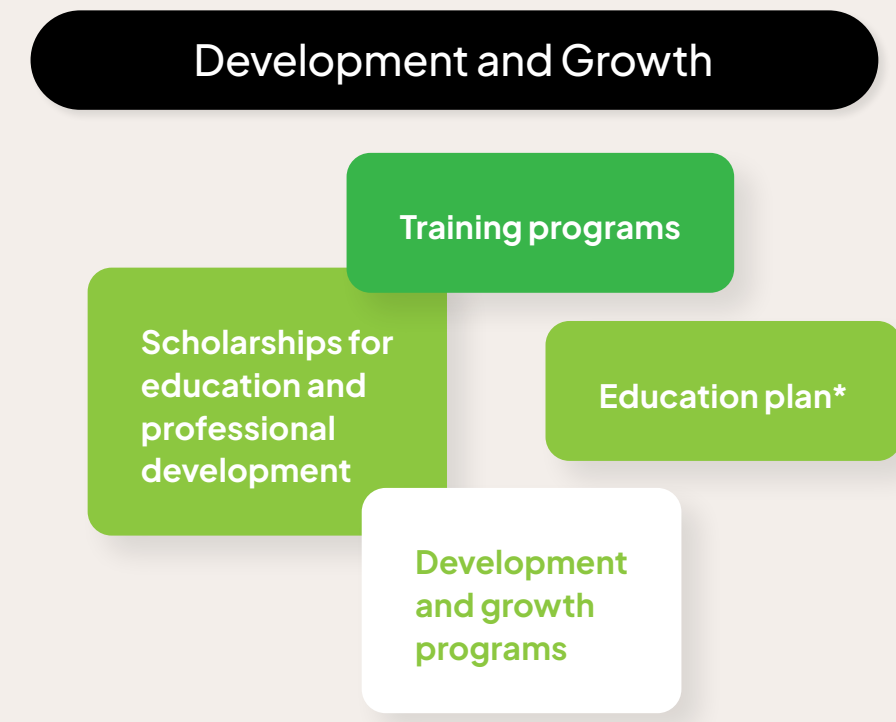 Development and Growth
Training programs
Scholarships for
education and
professional
development
Education plan*
Development
and growth
programs